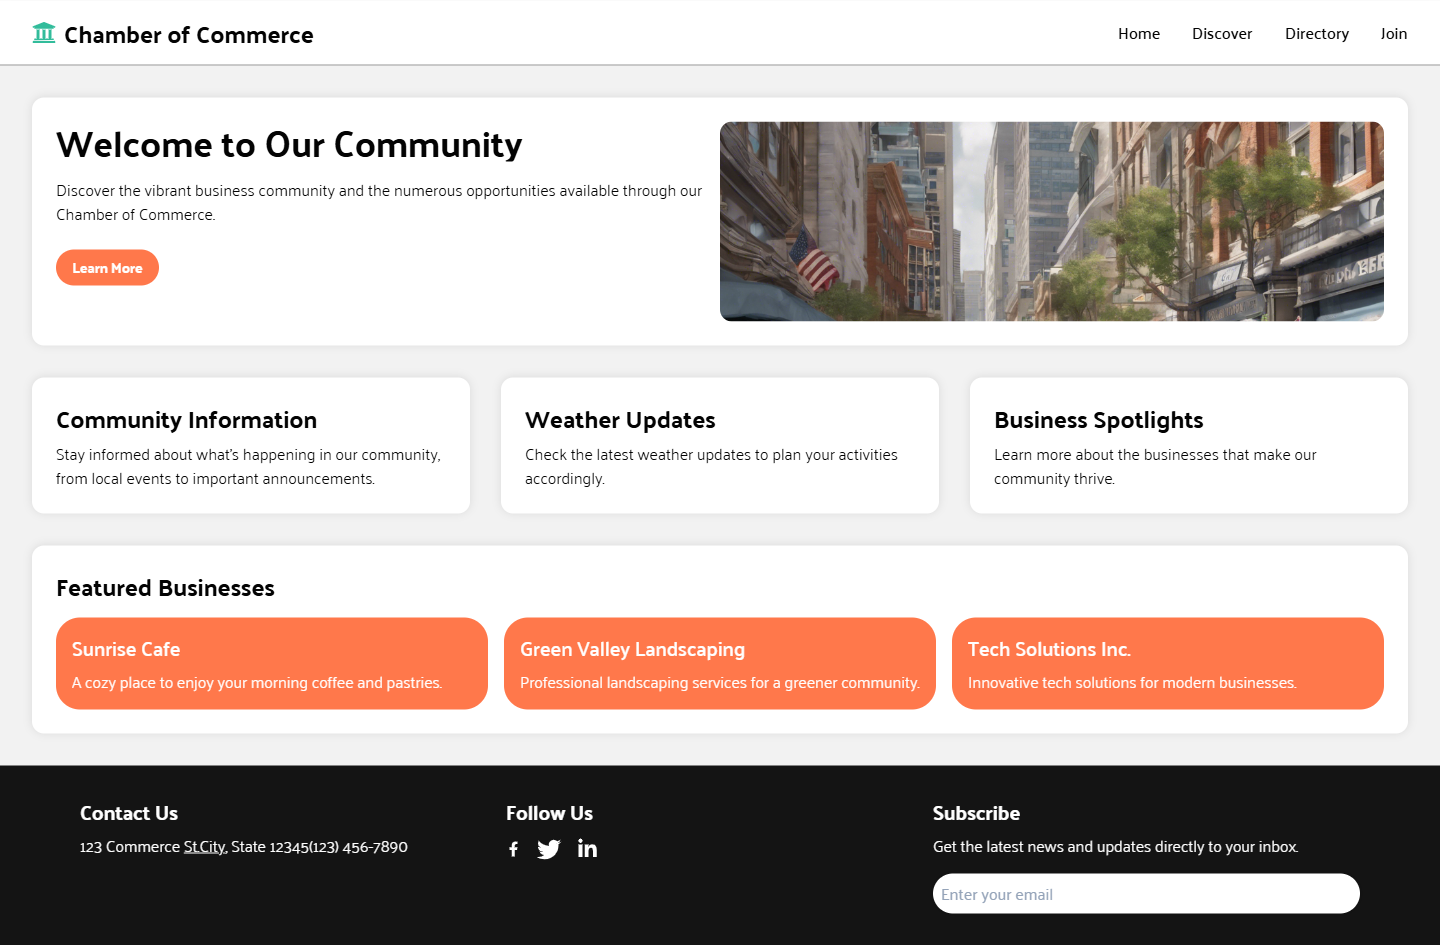 Chamber of Commerce
Home Discover Directory Join
Welcome to Our Community
Discover the vibrant business community and the numerous opportunities available through our
Chamber of Commerce.
Learn More
Community Information
Stay informed about what's happening in our community,
from local events to important announcements.
Weather Updates
Check the latest weather updates to plan your activities
accordingly.
Business Spotlights
Learn more about the businesses that make our
community thrive.
Featured Businesses
Sunrise Cafe
A cozy place to enjoy your morning coffee and pastries.
Green Valley Landscaping
Professional landscaping services for a greener community.
Tech Solutions Inc.
Innovative tech solutions for modern businesses.
Contact Us
123 Commerce St.City, State 12345(123) 456-7890
Follow Us
Subscribe
Get the latest news and updates directly to your inbox.
Enter your email